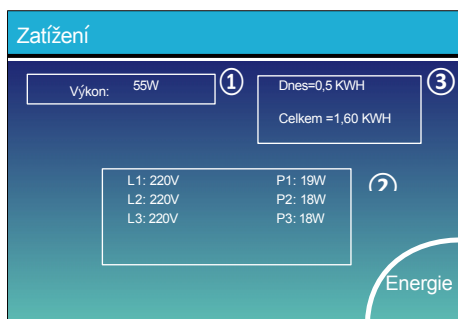 Zatížení
Výkon: 55W ①
Dnes=0,5 KWH ③
Celkem =1,60 KWH
L1: 220V P1: 19W ②
L2: 220V P2: 18W
L3: 220V P3: 18W
Energie